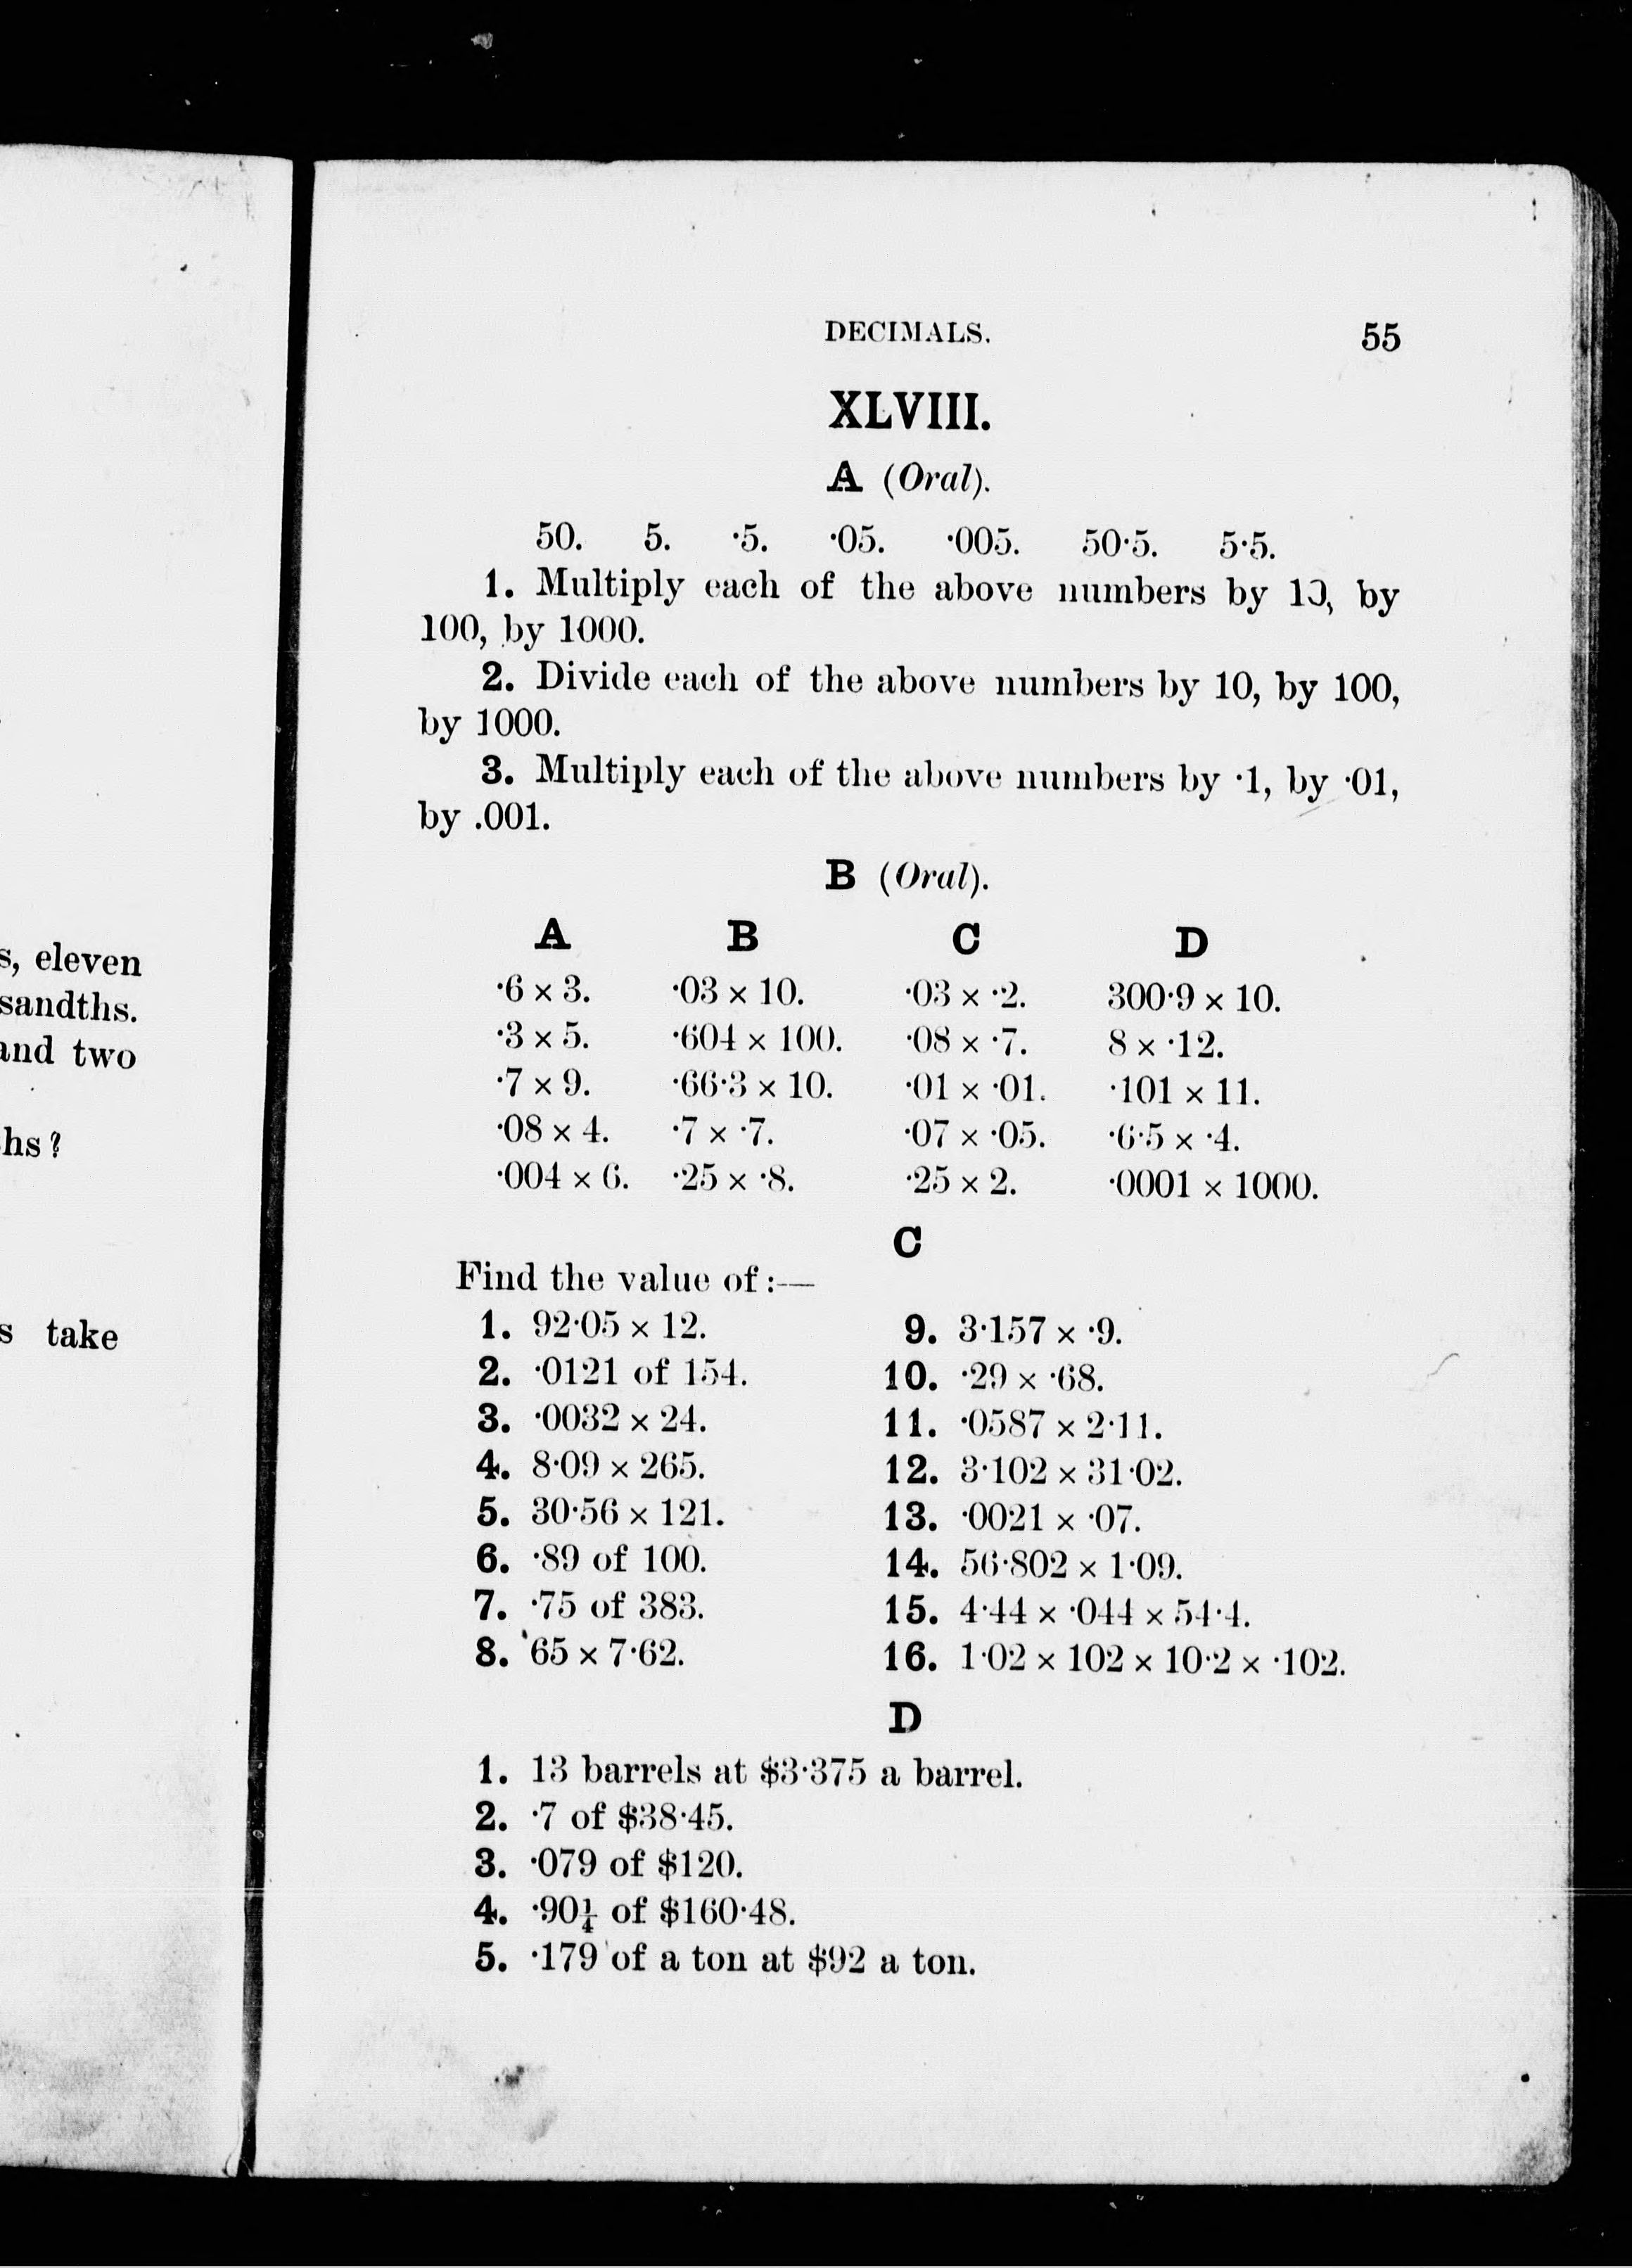 s, eleven
sandths.
and two
hs?
s take
DECIMALS. 55
XLVIII.
A (Oral).
50. 5. ·5. ·05. ·005. 50·5. 5·5.
1. Multiply each of the above numbers by 10, by
100, by 1000.
2. Divide each of the above numbers by 10, by 100,
by 1000.
3. Multiply each of the above numbers by ·1, by ·01,
by .001.
B (Oral).
A B C D
·6 × 3. ·03 × 10. ·03 × ·2. 300·9 × 10.
·3 × 5. ·604 × 100. ·08 × ·7. 8 × ·12.
·7 × 9. ·66·3 × 10. ·01 × ·01. ·101 × 11.
·08 × 4. ·7 × ·7. ·07 × ·05. ·6·5 × ·4.
·004 × 6. ·25 × ·8. ·25 × 2. ·0001 × 1000.
C
Find the value of :—
1. 92·05 × 12. 9. 3·157 × ·9.
2. ·0121 of 154. 10. ·29 × ·68.
3. ·0032 × 24. 11. ·0587 × 2·11.
4. 8·09 × 265. 12. 3·102 × 31·02.
5. 30·56 × 121. 13. ·0021 × ·07.
6. ·89 of 100. 14. 56·802 × 1·09.
7. ·75 of 383. 15. 4·44 × ·044 × 54·4.
8. ·65 × 7·62. 16. 1·02 × 102 × 10·2 × ·102.
D
1. 13 barrels at $3·375 a barrel.
2. ·7 of $38·45.
3. ·079 of $120.
4. ·90¼ of $160·48.
5. ·179 of a ton at $92 a ton.